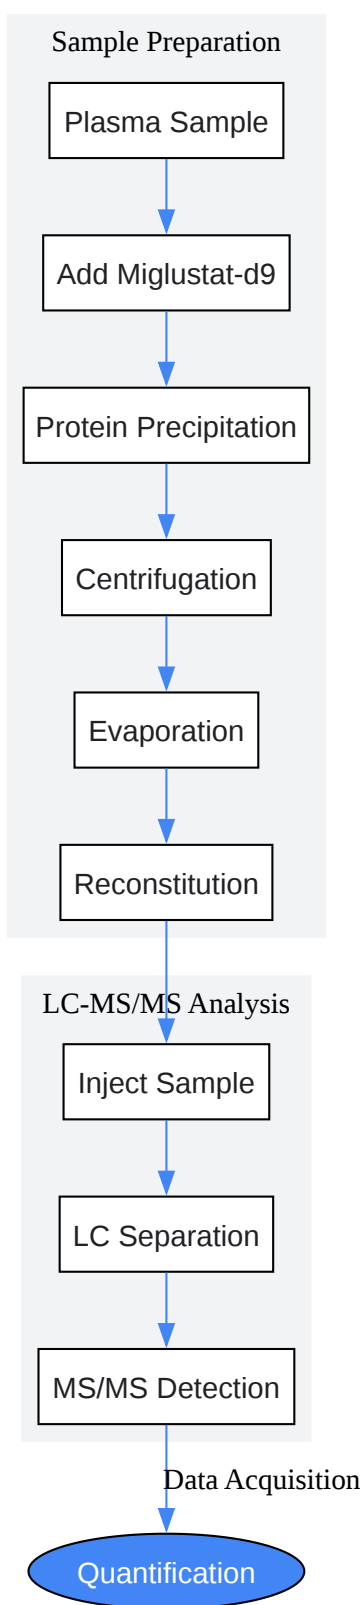 Sample Preparation
Plasma Sample
Add Miglustat-d9
Protein Precipitation
Centrifugation
Evaporation
Reconstitution
LC-MS/MS Analysis
Inject Sample
LC Separation
MS/MS Detection
Data Acquisition
Quantification